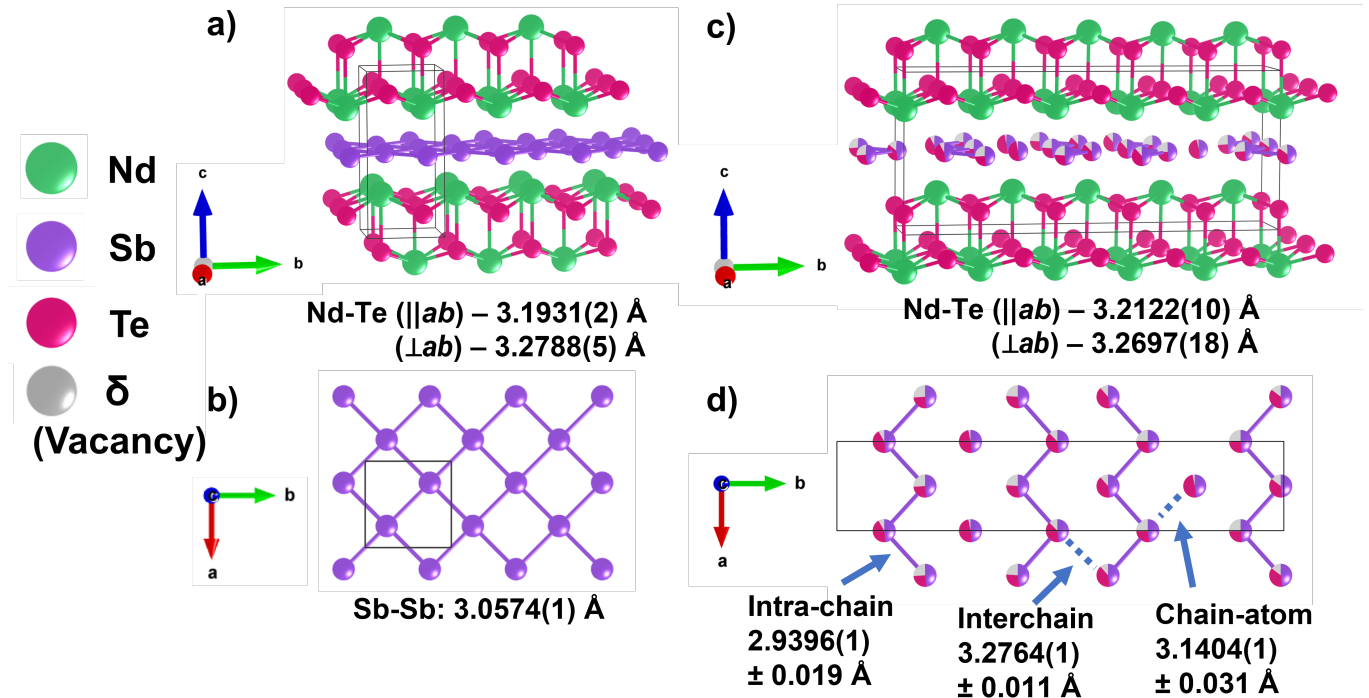 a)
c)
Nd
Sb
Te
δ
(Vacancy)
c
b
a
c
b
a
Nd-Te (||ab) – 3.1931(2) Å
(⊥ab) – 3.2788(5) Å
Nd-Te (||ab) – 3.2122(10) Å
(⊥ab) – 3.2697(18) Å
b)
d)
c
b
a
c
b
a
Sb-Sb: 3.0574(1) Å
Intra-chain
2.9396(1)
± 0.019 Å
Interchain
3.2764(1)
± 0.011 Å
Chain-atom
3.1404(1)
± 0.031 Å